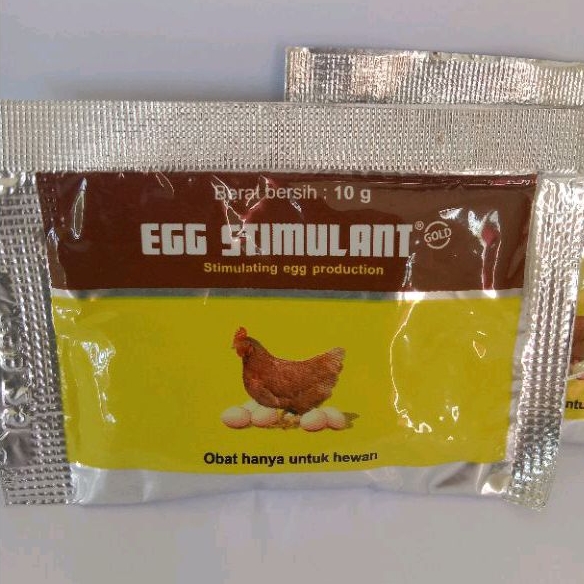 Berat bersih : 10 g
EGG STIMULANT® GOLD
Stimulating egg production
Obat hanya untuk hewan